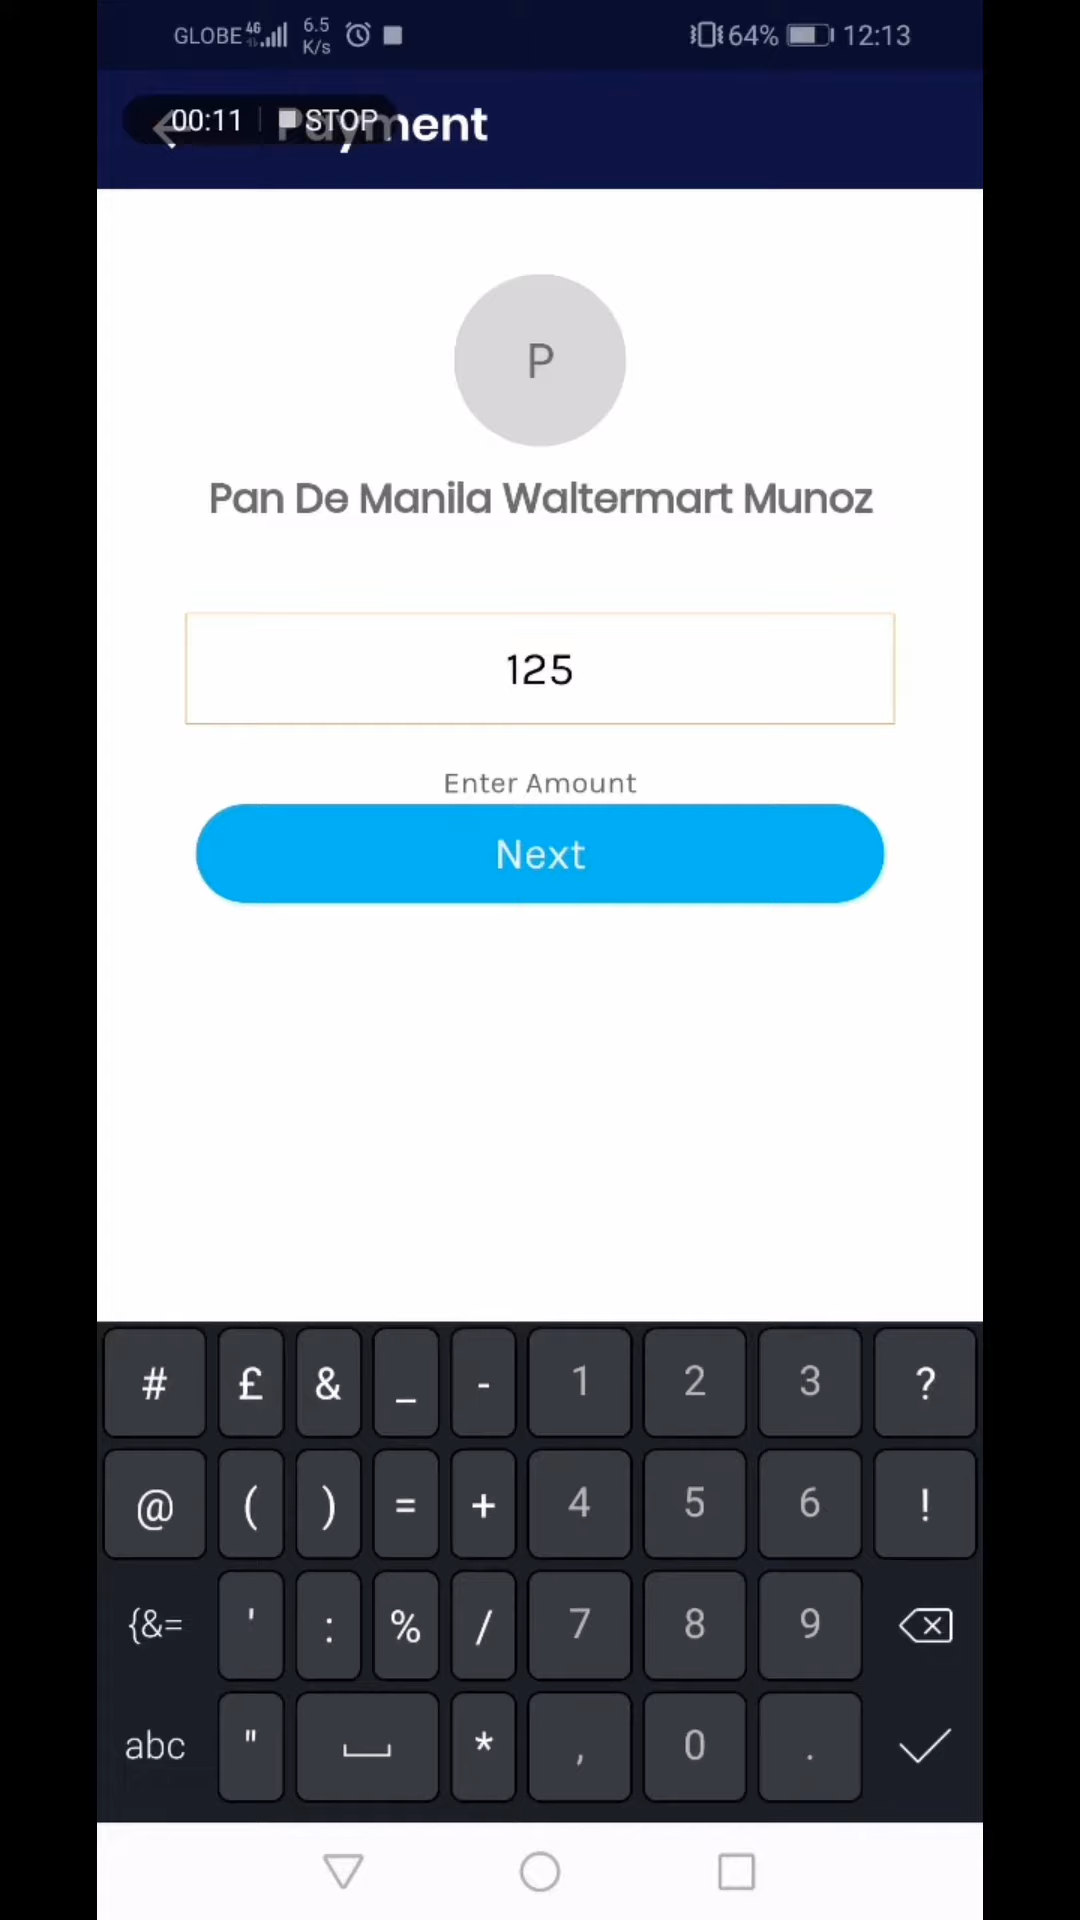 GLOBE 4G 6.5 K/s 64% 12:13
00:11 STOP Payment
P
Pan De Manila Waltermart Munoz
125
Enter Amount
Next
# £ & _ - 1 2 3 ?
@ ( ) = + 4 5 6 !
{&= ' : % / 7 8 9
abc " * , 0 .